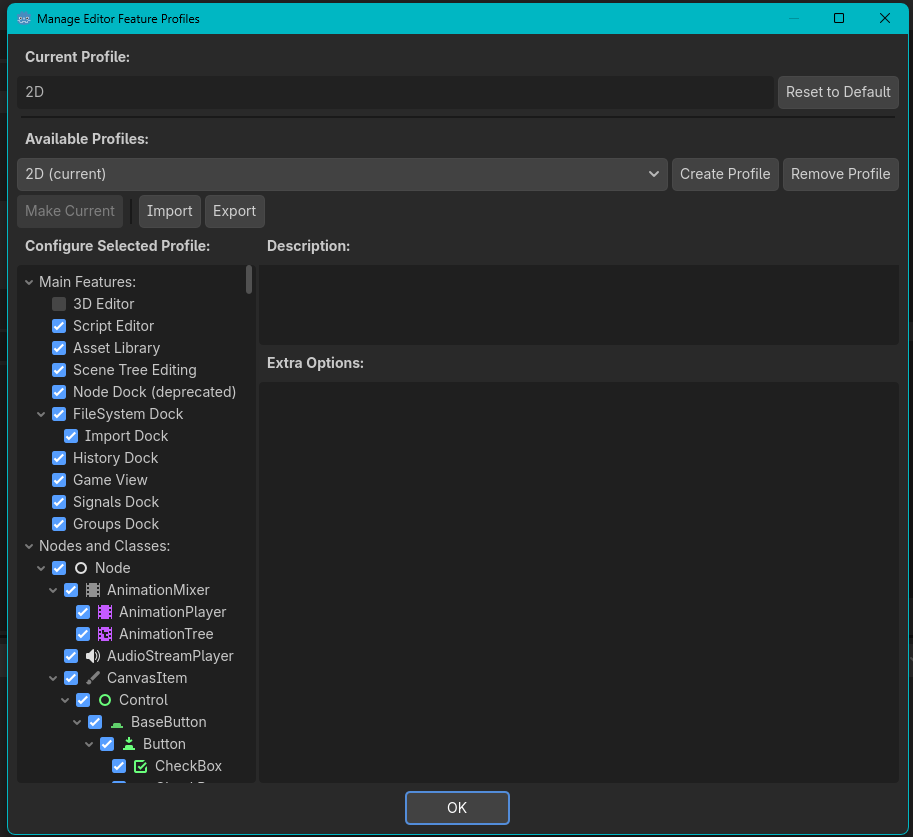 Manage Editor Feature Profiles
Current Profile:
2D
Reset to Default
Available Profiles:
2D (current)
Create Profile
Remove Profile
Make Current
Import
Export
Configure Selected Profile:
Description:
Main Features:
3D Editor
Script Editor
Asset Library
Scene Tree Editing
Node Dock (deprecated)
FileSystem Dock
Import Dock
History Dock
Game View
Signals Dock
Groups Dock
Nodes and Classes:
Node
AnimationMixer
AnimationPlayer
AnimationTree
AudioStreamPlayer
CanvasItem
Control
BaseButton
Button
CheckBox
Extra Options:
OK